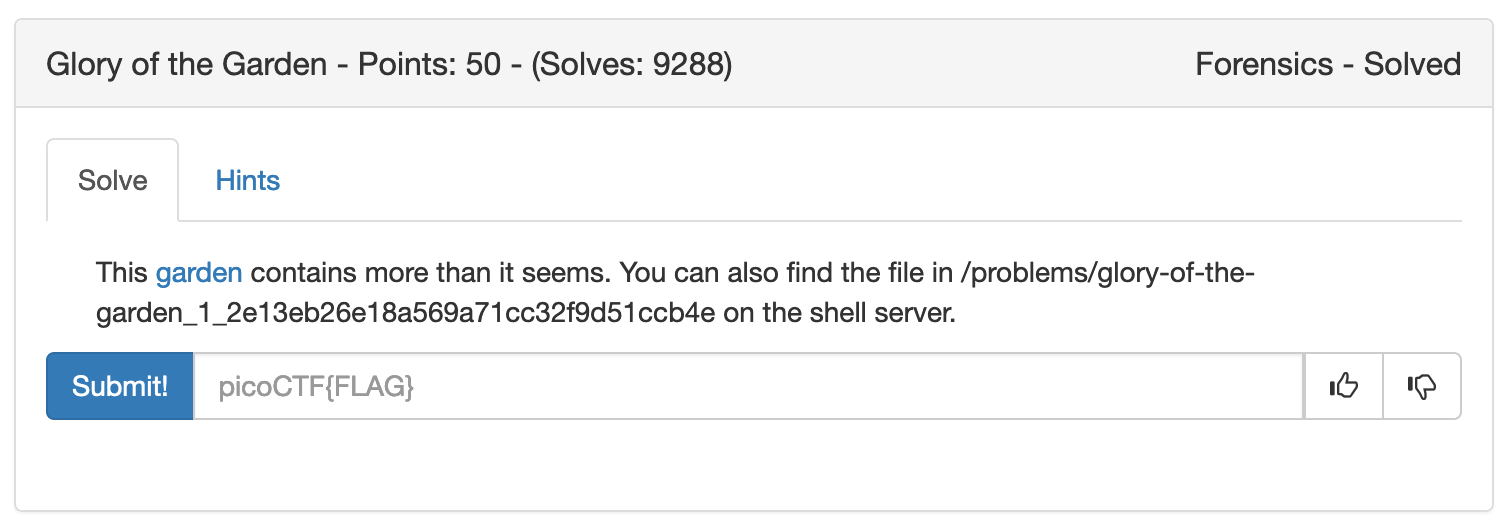 Glory of the Garden - Points: 50 - (Solves: 9288)
Forensics - Solved
Solve
Hints
This garden contains more than it seems. You can also find the file in /problems/glory-of-the-
garden_1_2e13eb26e18a569a71cc32f9d51ccb4e on the shell server.
Submit!
picoCTF{FLAG}